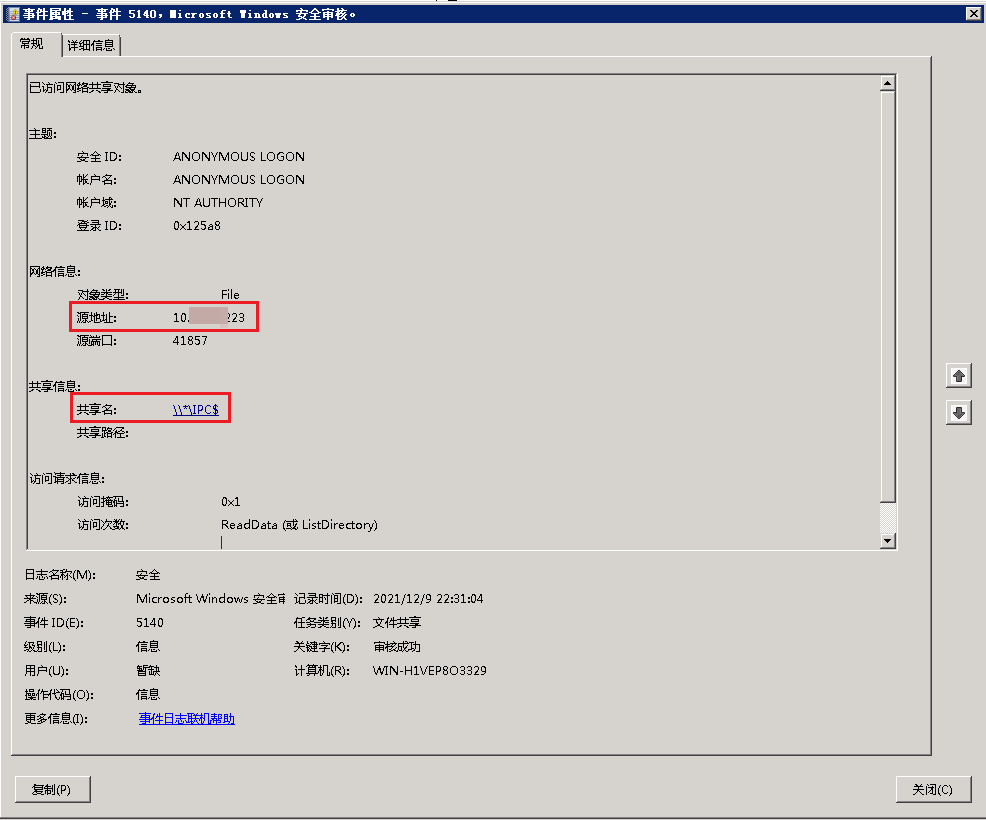 事件属性 - 事件 5140，Microsoft Windows 安全审核。
常规 详细信息
已访问网络共享对象。
主题:
安全 ID: ANONYMOUS LOGON
帐户名: ANONYMOUS LOGON
帐户域: NT AUTHORITY
登录 ID: 0x125a8
网络信息:
对象类型: File
源地址: 10. 223
源端口: 41857
共享信息:
共享名: \\*\IPC$
共享路径:
访问请求信息:
访问掩码: 0x1
访问次数: ReadData (或 ListDirectory)
日志名称(M): 安全
来源(S): Microsoft Windows 安全审 记录时间(D): 2021/12/9 22:31:04
事件 ID(E): 5140 任务类别(Y): 文件共享
级别(L): 信息 关键字(K): 审核成功
用户(U): 暂缺 计算机(R): WIN-H1VEP8O3329
操作代码(O): 信息
更多信息(I): 事件日志联机帮助
复制(P) 关闭(C)